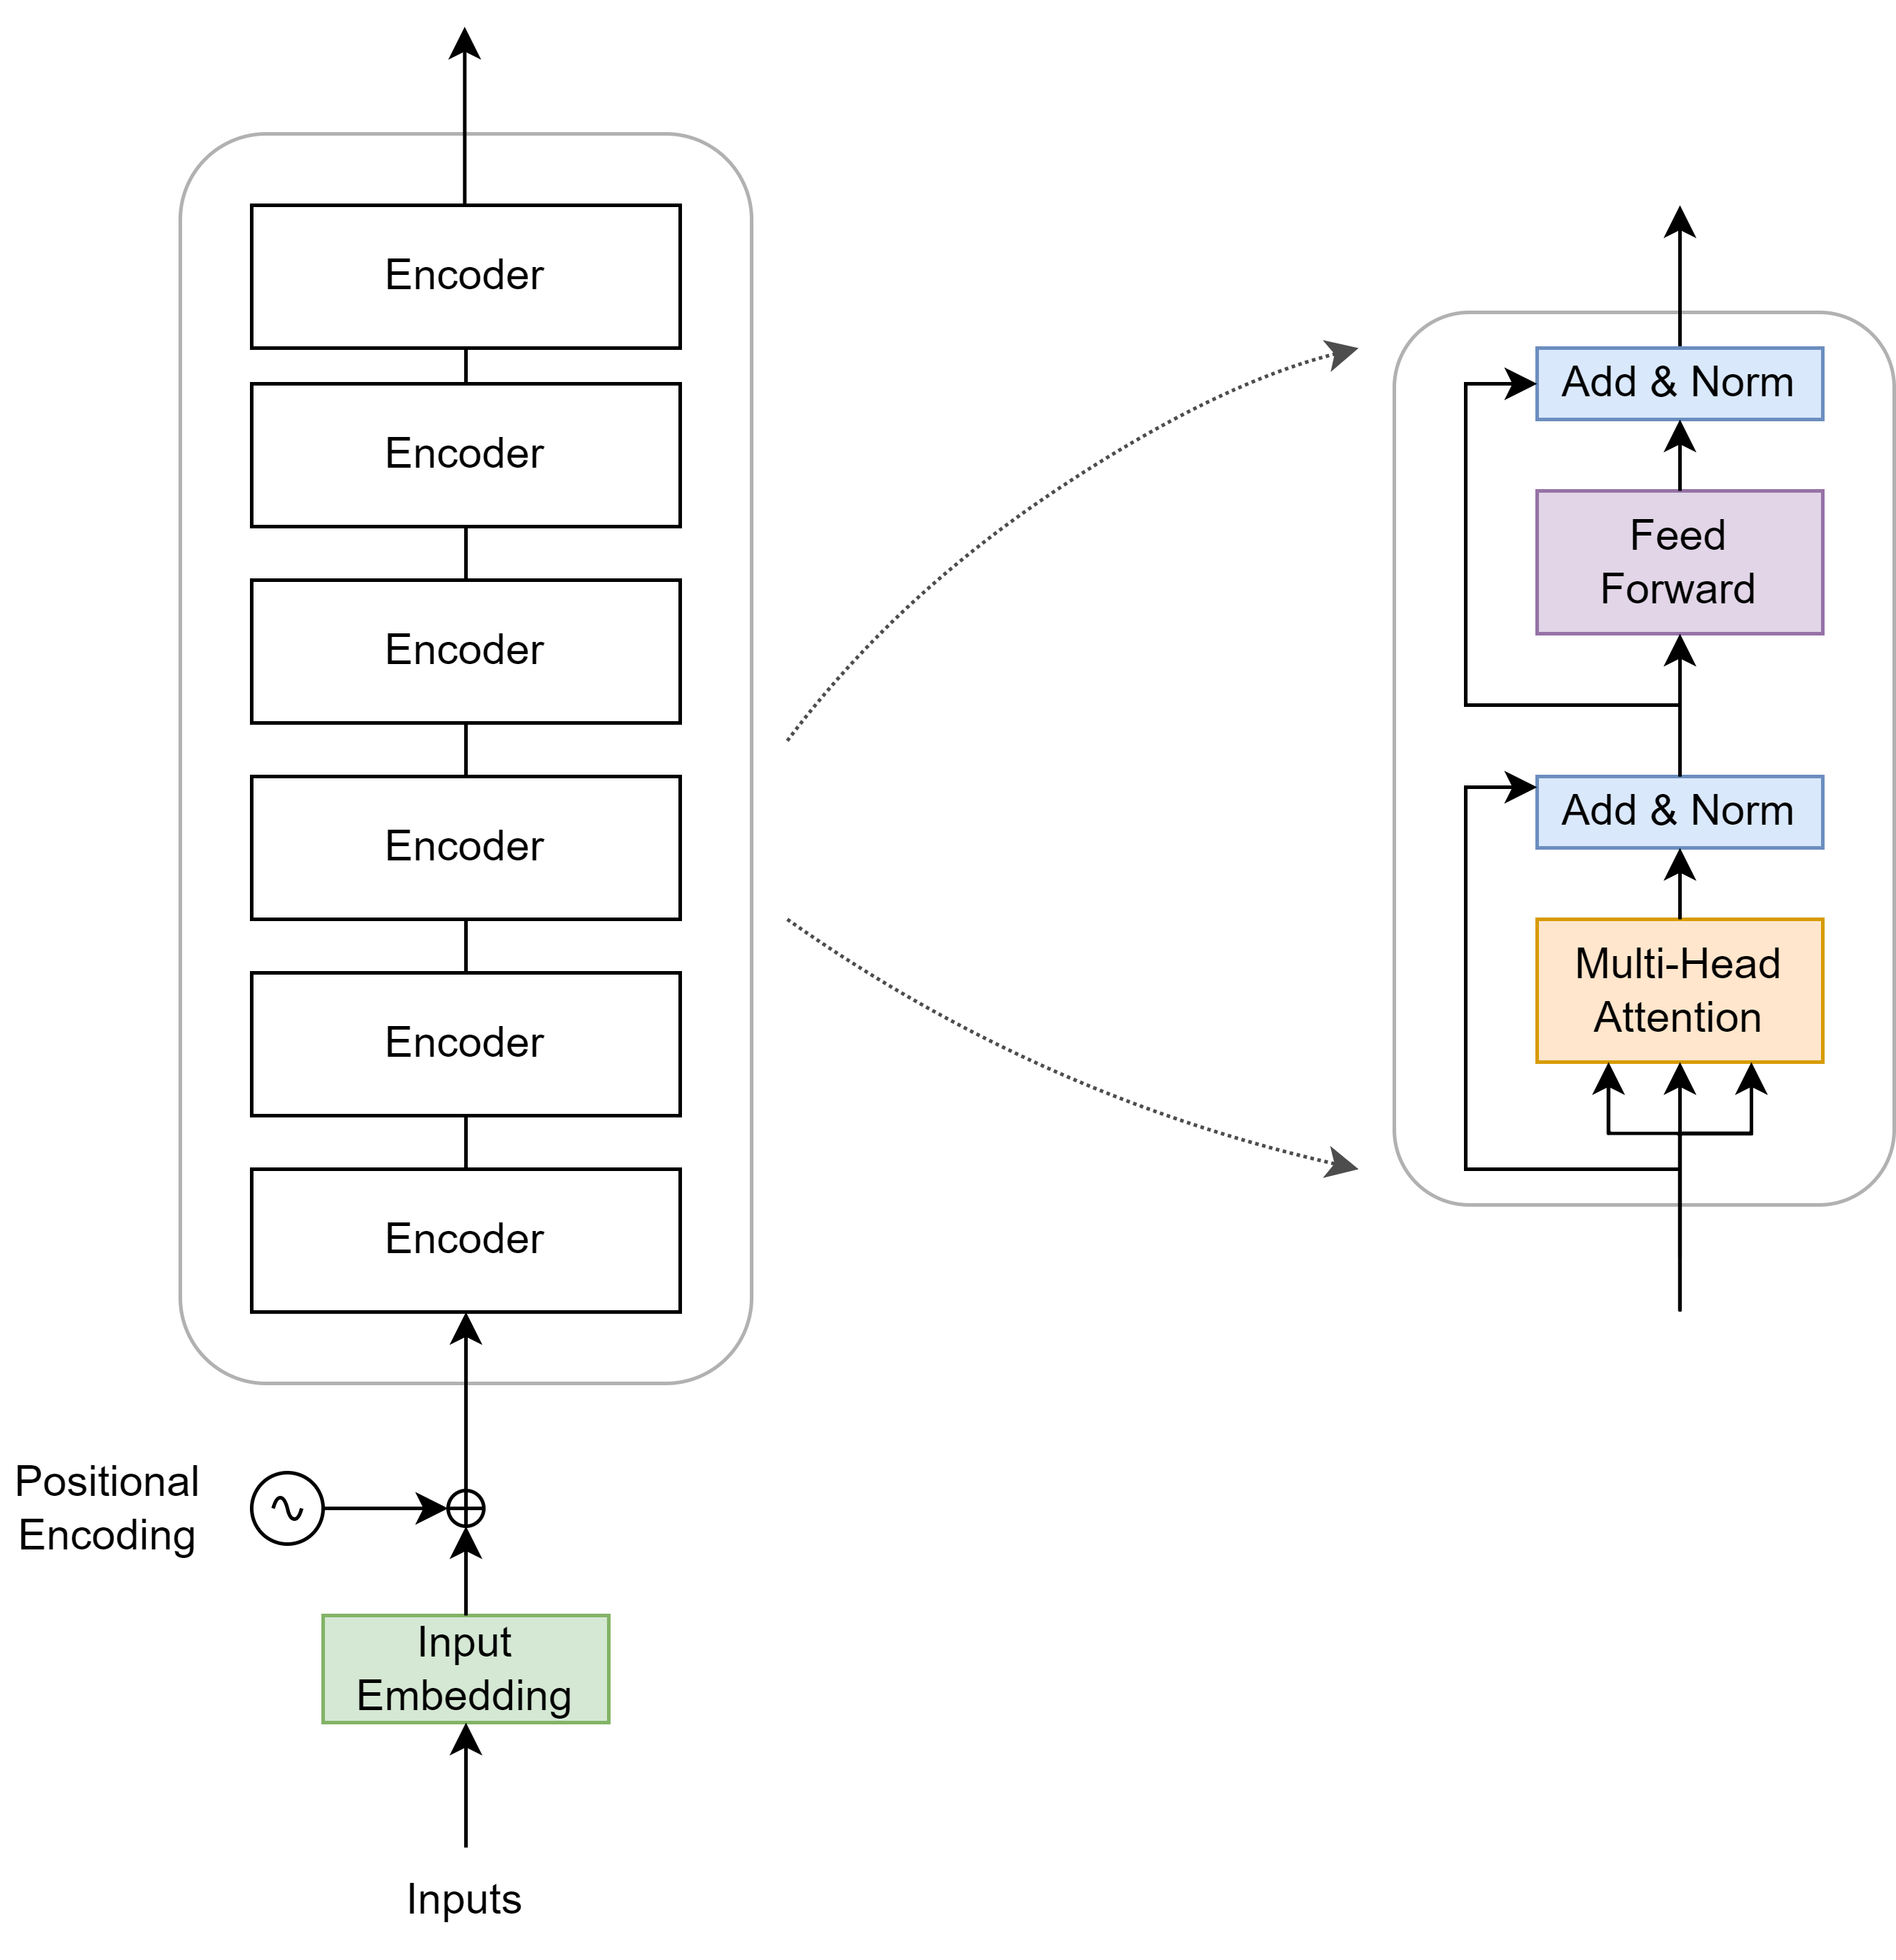 Encoder
Encoder
Encoder
Encoder
Encoder
Encoder
Positional
Encoding
Input
Embedding
Inputs
Add & Norm
Feed
Forward
Add & Norm
Multi-Head
Attention